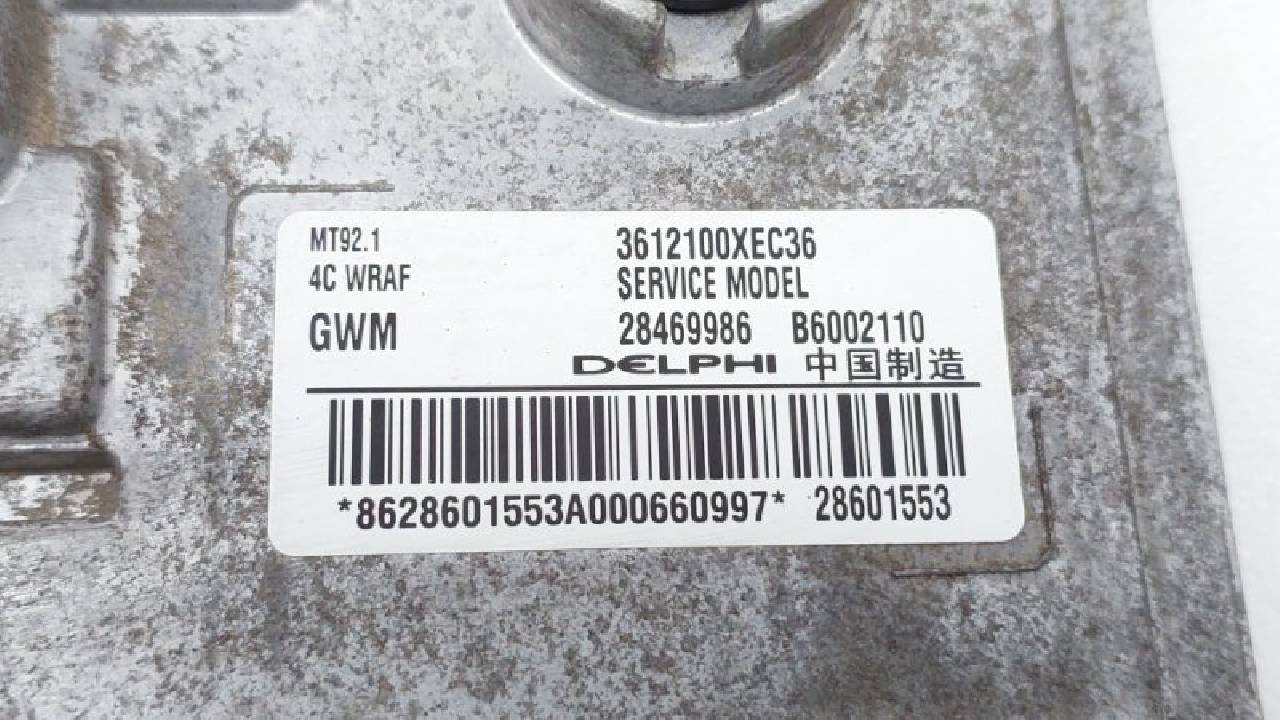 MT92.1 3612100XEC36
4C WRAF SERVICE MODEL
GWM 28469986 B6002110
DELPHI 中国制造
*8628601553A000660997* 28601553